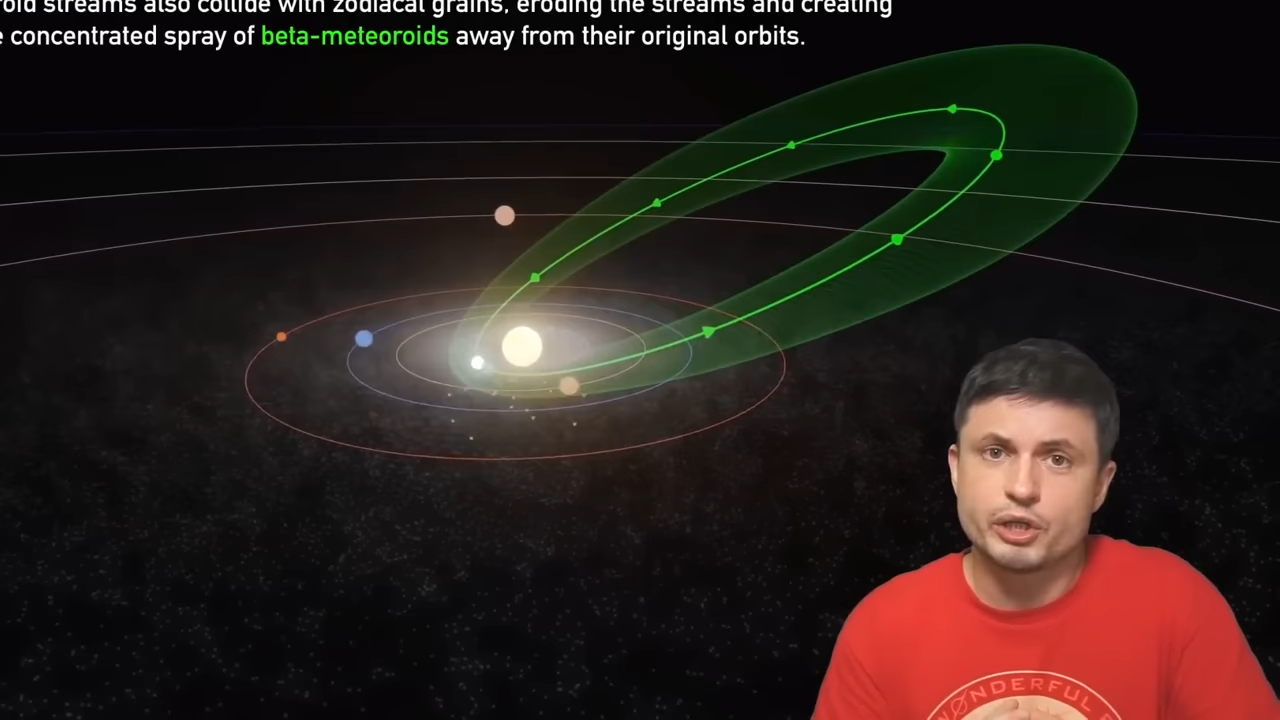 streams also collide with zodiacal grains, eroding the streams and creating
concentrated spray of beta-meteoroids away from their original orbits.
WØNDERFUL